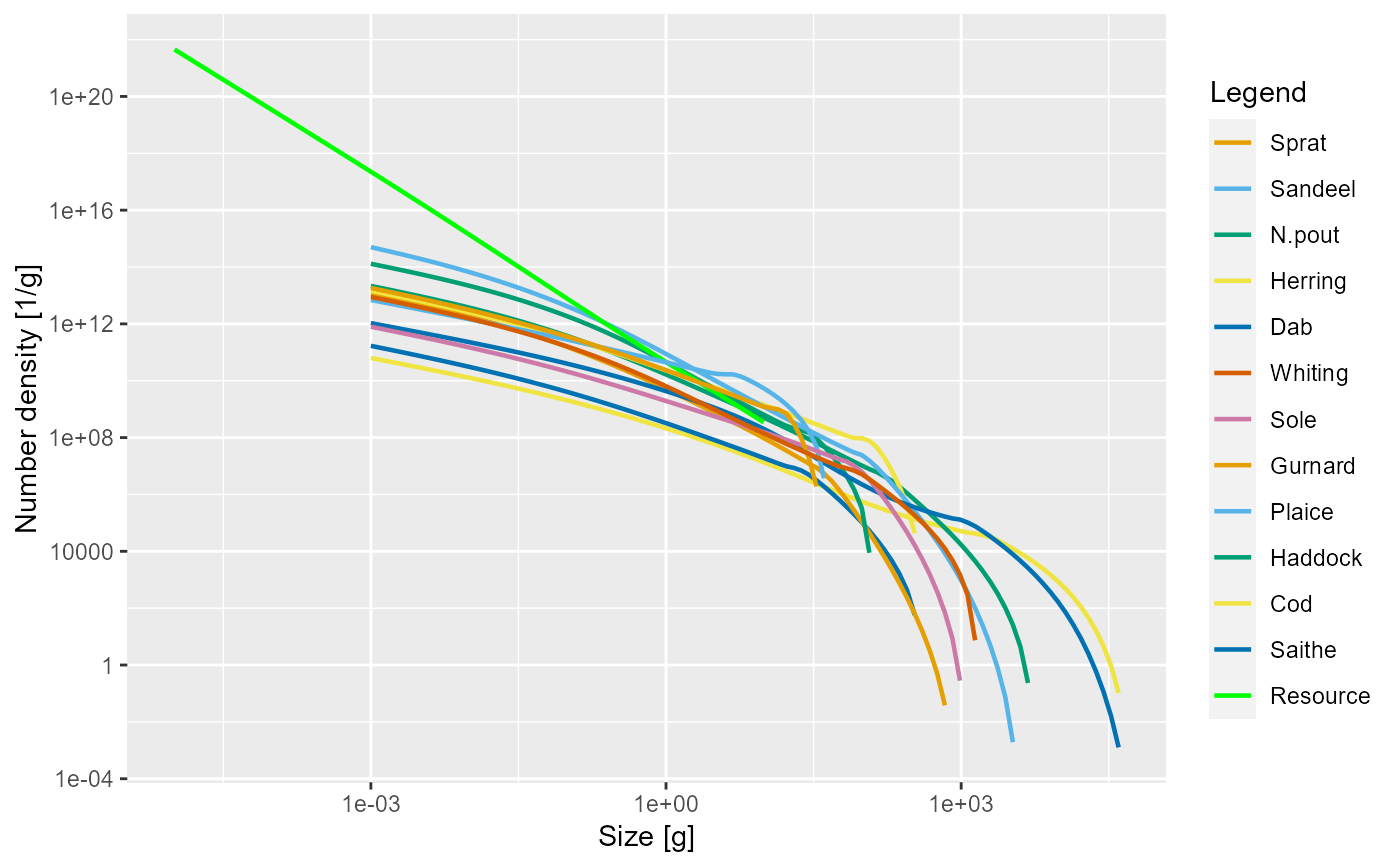 Number density [1/g]
1e+20
1e+16
1e+12
1e+08
10000
1
1e-04
1e-03
1e+00
1e+03
Size [g]
Legend
Sprat
Sandeel
N.pout
Herring
Dab
Whiting
Sole
Gurnard
Plaice
Haddock
Cod
Saithe
Resource